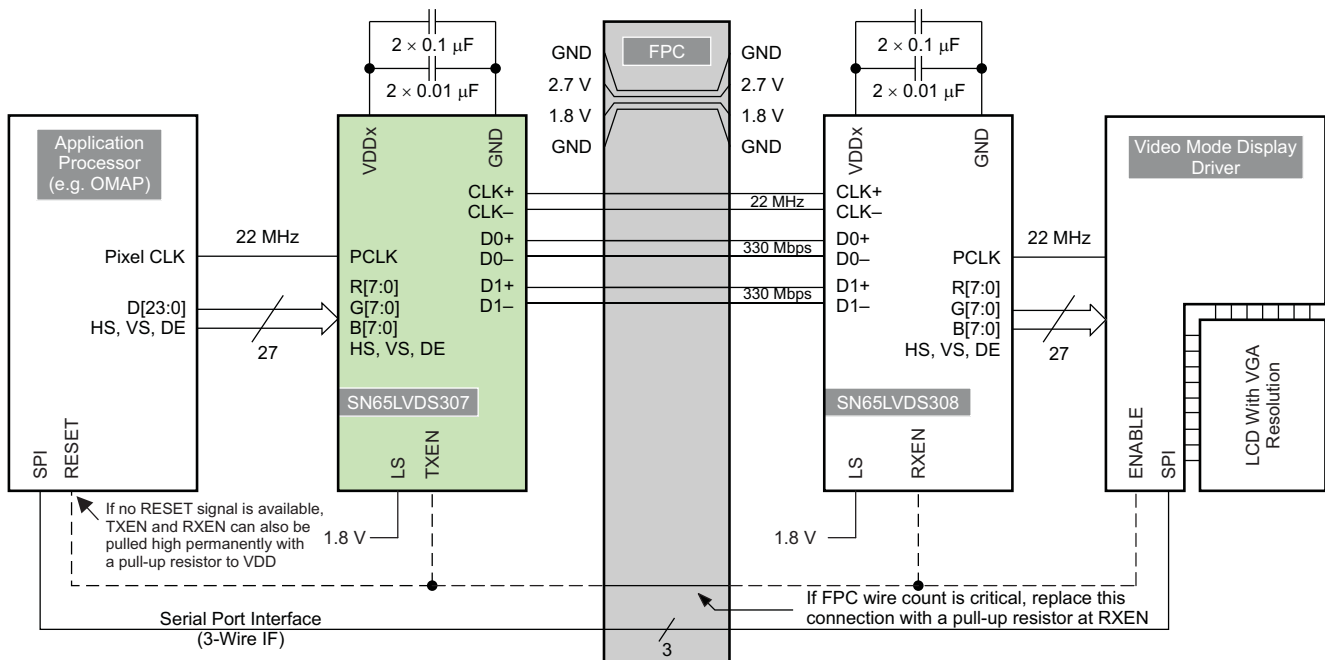 2 × 0.1 µF
2 × 0.01 µF
GND
2.7 V
1.8 V
GND
FPC
GND
2.7 V
1.8 V
GND
2 × 0.1 µF
2 × 0.01 µF
Application
Processor
(e.g. OMAP)
Pixel CLK
D[23:0]
HS, VS, DE
SPI
RESET
22 MHz
27
VDDx
GND
CLK+
CLK–
D0+
D0–
D1+
D1–
PCLK
R[7:0]
G[7:0]
B[7:0]
HS, VS, DE
SN65LVDS307
LS
TXEN
1.8 V
22 MHz
330 Mbps
330 Mbps
VDDx
GND
CLK+
CLK–
D0+
D0–
D1+
D1–
PCLK
R[7:0]
G[7:0]
B[7:0]
HS, VS, DE
SN65LVDS308
LS
RXEN
1.8 V
22 MHz
27
Video Mode Display
Driver
ENABLE
SPI
LCD With VGA
Resolution
If no RESET signal is available,
TXEN and RXEN can also be
pulled high permanently with
a pull-up resistor to VDD
Serial Port Interface
(3-Wire IF)
3
If FPC wire count is critical, replace this
connection with a pull-up resistor at RXEN